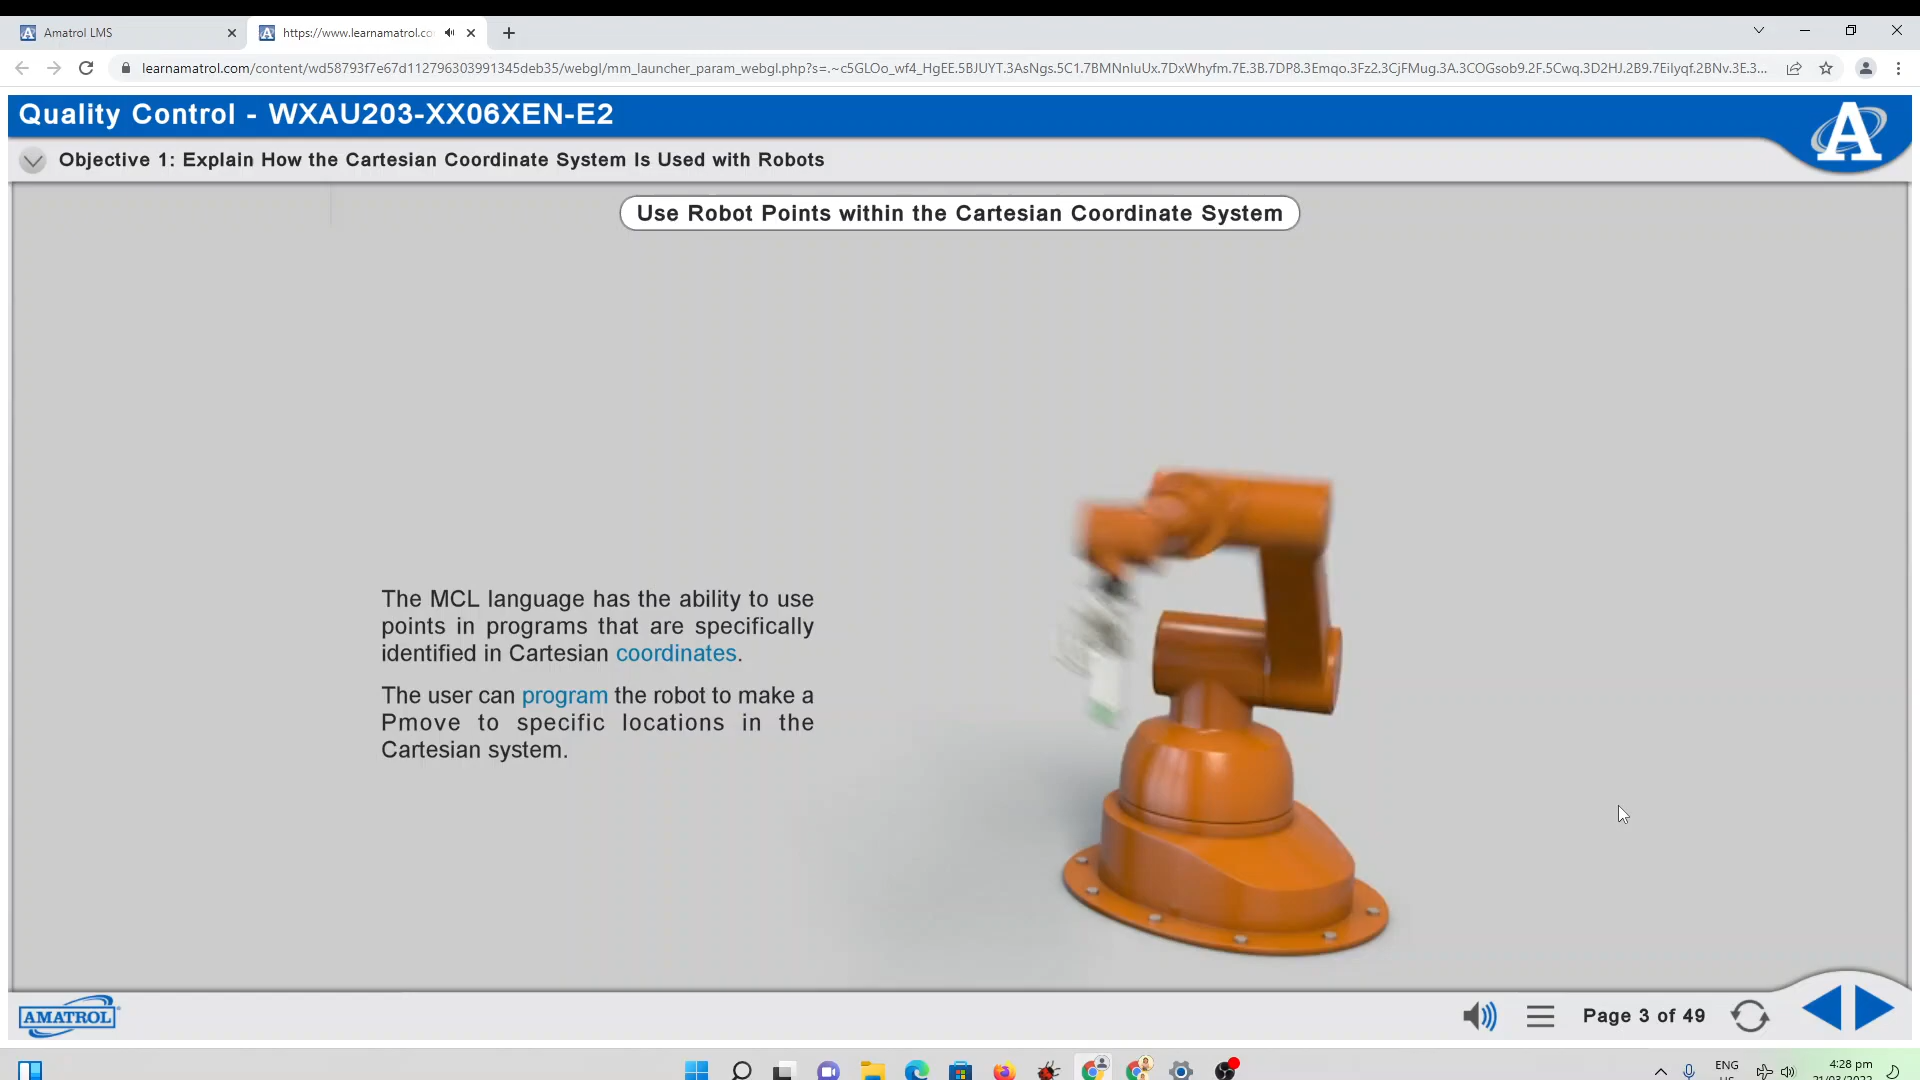 Amatrol LMS
https://www.learnamatrol.co
learnamatrol.com/content/wd58793f7e67d112796303991345deb35/webgl/mm_launcher_param_webgl.php?s=.~c5GLOo_wf4_HgEE.5BJUYT.3AsNgs.5C1.7BMNnIuUx.7DxWhyfm.7E.3B.7DP8.3Emqo.3Fz2.3CjFMug.3A.3COGsob9.2F.5Cwq.3D2HJ.2B9.7Eilyqf.2BNv.3E.3...
Quality Control - WXAU203-XX06XEN-E2
A
Objective 1: Explain How the Cartesian Coordinate System Is Used with Robots
Use Robot Points within the Cartesian Coordinate System
The MCL language has the ability to use
points in programs that are specifically
identified in Cartesian coordinates.
The user can program the robot to make a
Pmove to specific locations in the
Cartesian system.
AMATROL
Page 3 of 49
ENG
4:28 pm